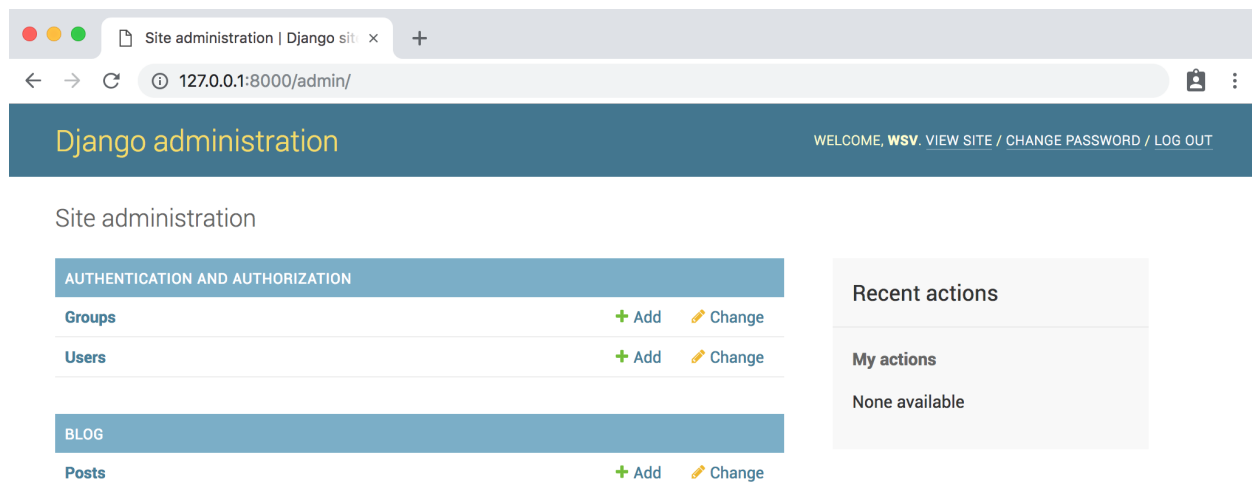 Site administration | Django sit
127.0.0.1:8000/admin/
Django administration
WELCOME, WSV. VIEW SITE / CHANGE PASSWORD / LOG OUT
Site administration
AUTHENTICATION AND AUTHORIZATION
Groups Add Change
Users Add Change
BLOG
Posts Add Change
Recent actions
My actions
None available